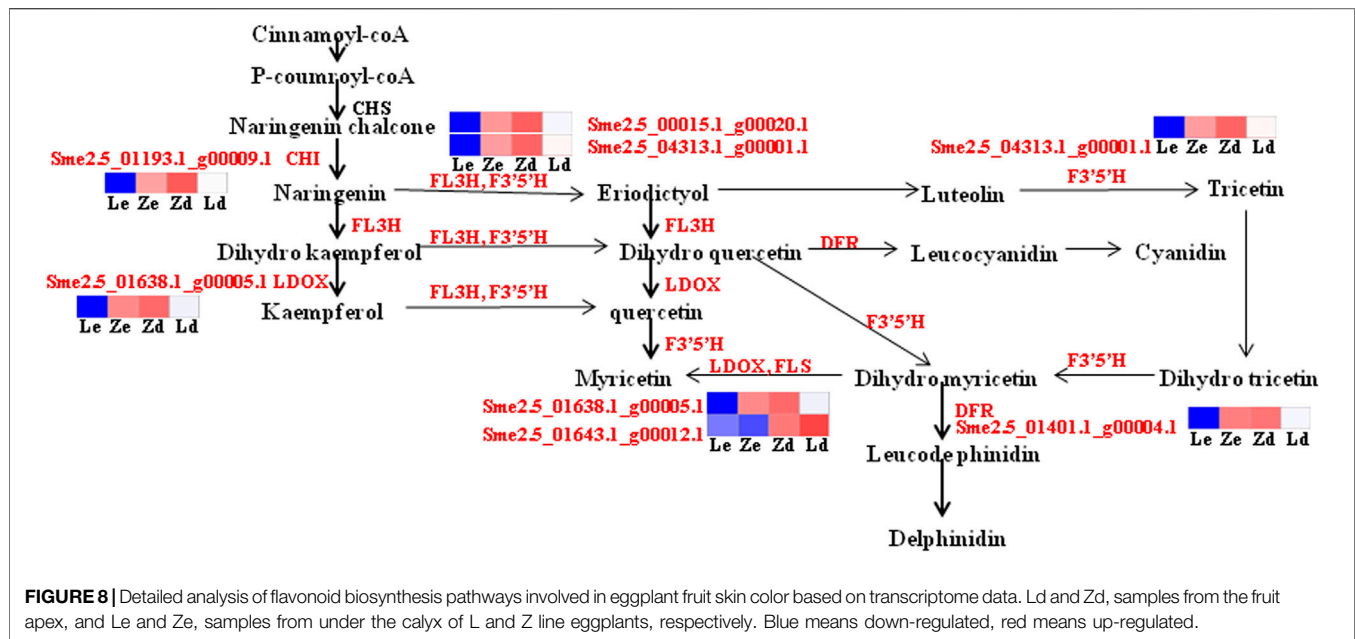 Cinnamoyl-coA
P-coumroyl-coA
CHS
Naringenin chalcone
Le Ze Zd Ld
Sme2.5_00015.1_g00020.1
Sme2.5_04313.1_g00001.1
Sme2.5_04313.1_g00001.1
Le Ze Zd Ld
Sme2.5_01193.1_g00009.1 CHI
Le Ze Zd Ld
Naringenin
FL3H, F3'5'H
Eriodictyol
Luteolin
F3'5'H
Tricetin
FL3H
FL3H
Dihydro kaempferol
FL3H, F3'5'H
Dihydro quercetin
DFR
Leucocyanidin
Cyanidin
Sme2.5_01638.1_g00005.1 LDOX
Le Ze Zd Ld
LDOX
Kaempferol
FL3H, F3'5'H
quercetin
F3'5'H
F3'5'H
Myricetin
LDOX, FLS
Dihydro myricetin
F3'5'H
Dihydro tricetin
Sme2.5_01638.1_g00005.1
Sme2.5_01643.1_g00012.1
Le Ze Zd Ld
DFR
Sme2.5_01401.1_g00004.1
Le Ze Zd Ld
Leucodephinidin
Delphinidin
FIGURE 8 | Detailed analysis of flavonoid biosynthesis pathways involved in eggplant fruit skin color based on transcriptome data. Ld and Zd, samples from the fruit
apex, and Le and Ze, samples from under the calyx of L and Z line eggplants, respectively. Blue means down-regulated, red means up-regulated.